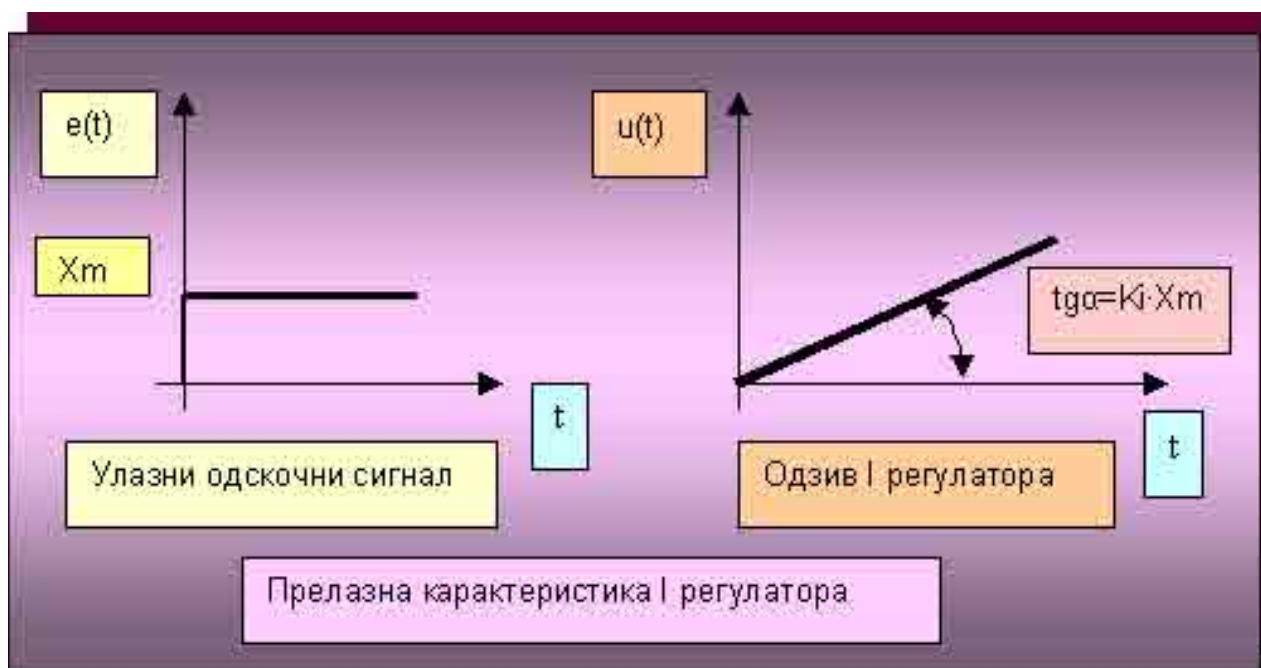 e(t)
u(t)
Xm
tgα=Ki·Xm
t
t
Улазни одскочни сигнал
Одзив I регулатора
Прелазна карактеристика I регулатора